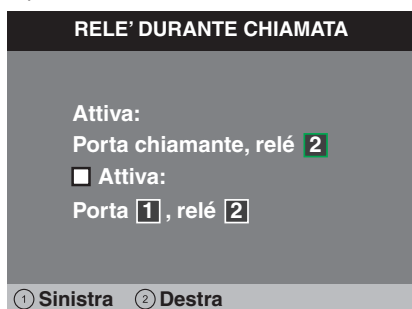 RELE' DURANTE CHIAMATA
Attiva:
Porta chiamante, relé 2
Attiva:
Porta 1 , relé 2
1 Sinistra 2 Destra